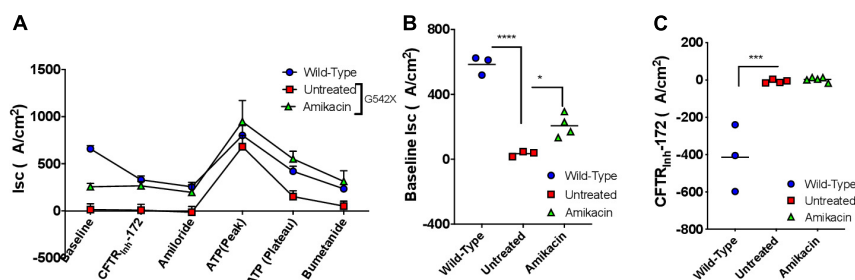 A
Isc ( A/cm²)
1500
1000
500
0
-500
Baseline
CFTRInh-172
Amiloride
ATP(Peak)
ATP (Plateau)
Bumetanide
Wild-Type
Untreated
Amikacin
G542X
B
Baseline Isc ( A/cm²)
800
400
0
-400
****
*
Wild-Type
Untreated
Amikacin
Wild-Type
Untreated
Amikacin
C
CFTRInh-172 ( A/cm²)
200
0
-200
-400
-600
-800
***
Wild-Type
Untreated
Amikacin
Wild-Type
Untreated
Amikacin